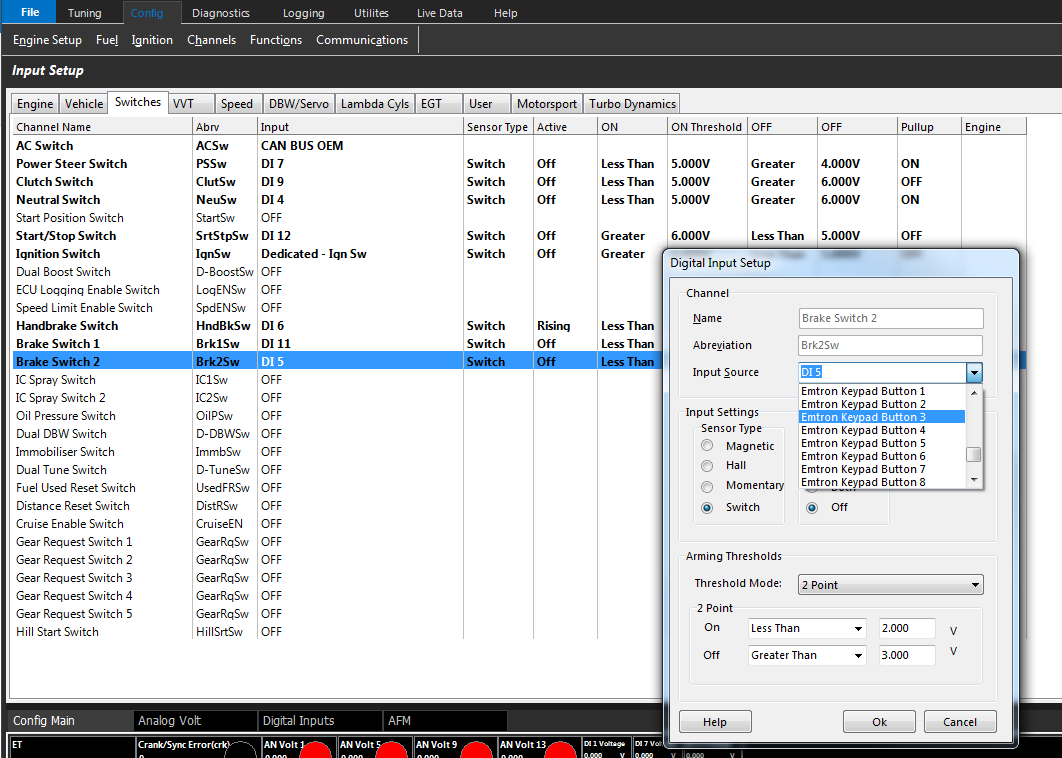 File Tuning Config Diagnostics Logging Utilites Live Data Help
Engine Setup Fuel Ignition Channels Functions Communications
Input Setup
Engine Vehicle Switches VVT Speed DBW/Servo Lambda Cyls EGT User Motorsport Turbo Dynamics
Channel Name Abrv Input Sensor Type Active ON ON Threshold OFF OFF Pullup Engine
AC Switch ACSw CAN BUS OEM
Power Steer Switch PSSw DI 7 Switch Off Less Than 5.000V Greater 4.000V ON
Clutch Switch ClutSw DI 9 Switch Off Less Than 5.000V Greater 6.000V OFF
Neutral Switch NeuSw DI 4 Switch Off Less Than 5.000V Greater 6.000V ON
Start Position Switch StartSw OFF
Start/Stop Switch SrtStpSw DI 12 Switch Off Greater 6.000V Less Than 5.000V OFF
Ignition Switch IgnSw Dedicated - Ign Sw Switch Off Greater
Dual Boost Switch D-BoostSw OFF
ECU Logging Enable Switch LogENSw OFF
Speed Limit Enable Switch SpdENSw OFF
Handbrake Switch HndBkSw DI 6 Switch Rising Less Than
Brake Switch 1 Brk1Sw DI 11 Switch Off Less Than
Brake Switch 2 Brk2Sw DI 5 Switch Off Less Than
IC Spray Switch IC1Sw OFF
IC Spray Switch 2 IC2Sw OFF
Oil Pressure Switch OilPSw OFF
Dual DBW Switch D-DBWSw OFF
Immobiliser Switch ImmbSw OFF
Dual Tune Switch D-TuneSw OFF
Fuel Used Reset Switch UsedFRSw OFF
Distance Reset Switch DistRSw OFF
Cruise Enable Switch CruiseEN OFF
Gear Request Switch 1 GearRqSw OFF
Gear Request Switch 2 GearRqSw OFF
Gear Request Switch 3 GearRqSw OFF
Gear Request Switch 4 GearRqSw OFF
Gear Request Switch 5 GearRqSw OFF
Hill Start Switch HillSrtSw OFF
Digital Input Setup
Channel
Name Brake Switch 2
Abreviation Brk2Sw
Input Source DI 5
Emtron Keypad Button 1
Emtron Keypad Button 2
Emtron Keypad Button 3
Emtron Keypad Button 4
Emtron Keypad Button 5
Emtron Keypad Button 6
Emtron Keypad Button 7
Emtron Keypad Button 8
Input Settings
Sensor Type
Magnetic
Hall
Momentary
Switch
Off
Arming Thresholds
Threshold Mode: 2 Point
2 Point
On Less Than 2.000 V
Off Greater Than 3.000 V
Help Ok Cancel
Config Main Analog Volt Digital Inputs AFM
ET Crank/Sync Error(crk) AN Volt 1 AN Volt 5 AN Volt 9 AN Volt 13 DI 1 Voltage DI 7 Vol
0 0.000 0.000 0.000 0.000 0.000 V 0.000 V 0.000 V